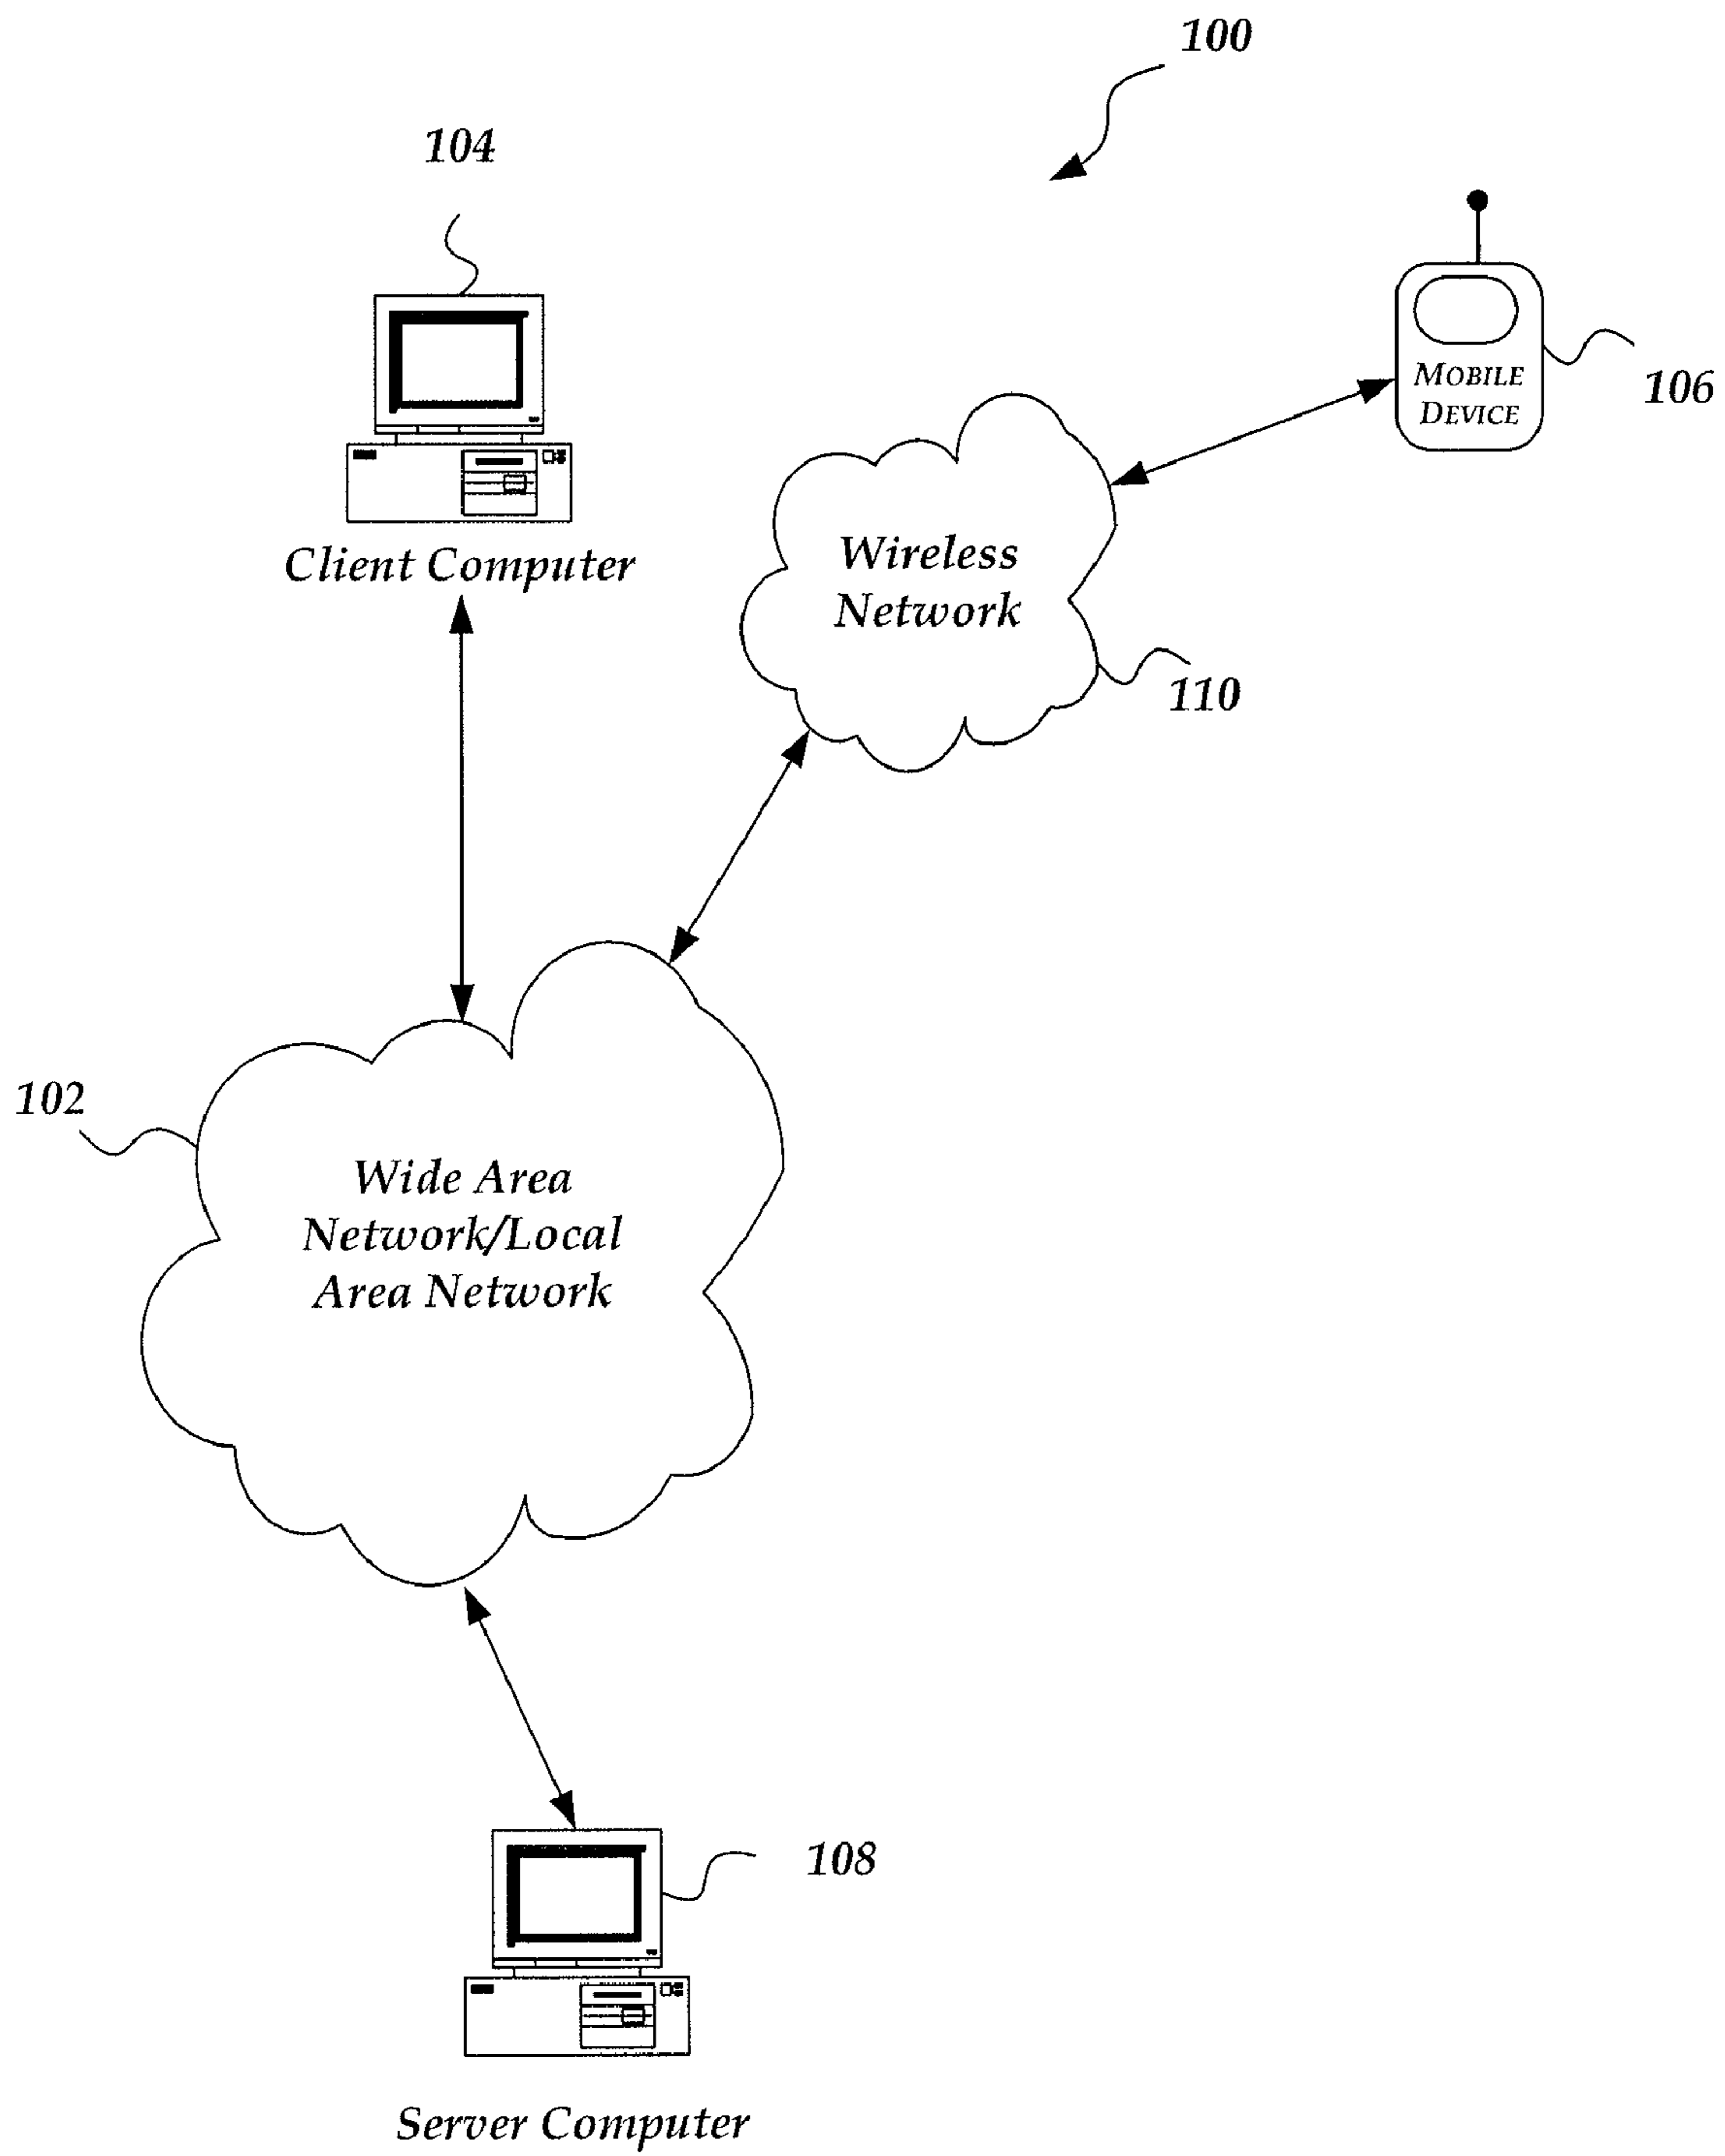 100
104
Client Computer
MOBILE
DEVICE
106
Wireless
Network
110
102
Wide Area
Network/Local
Area Network
108
Server Computer